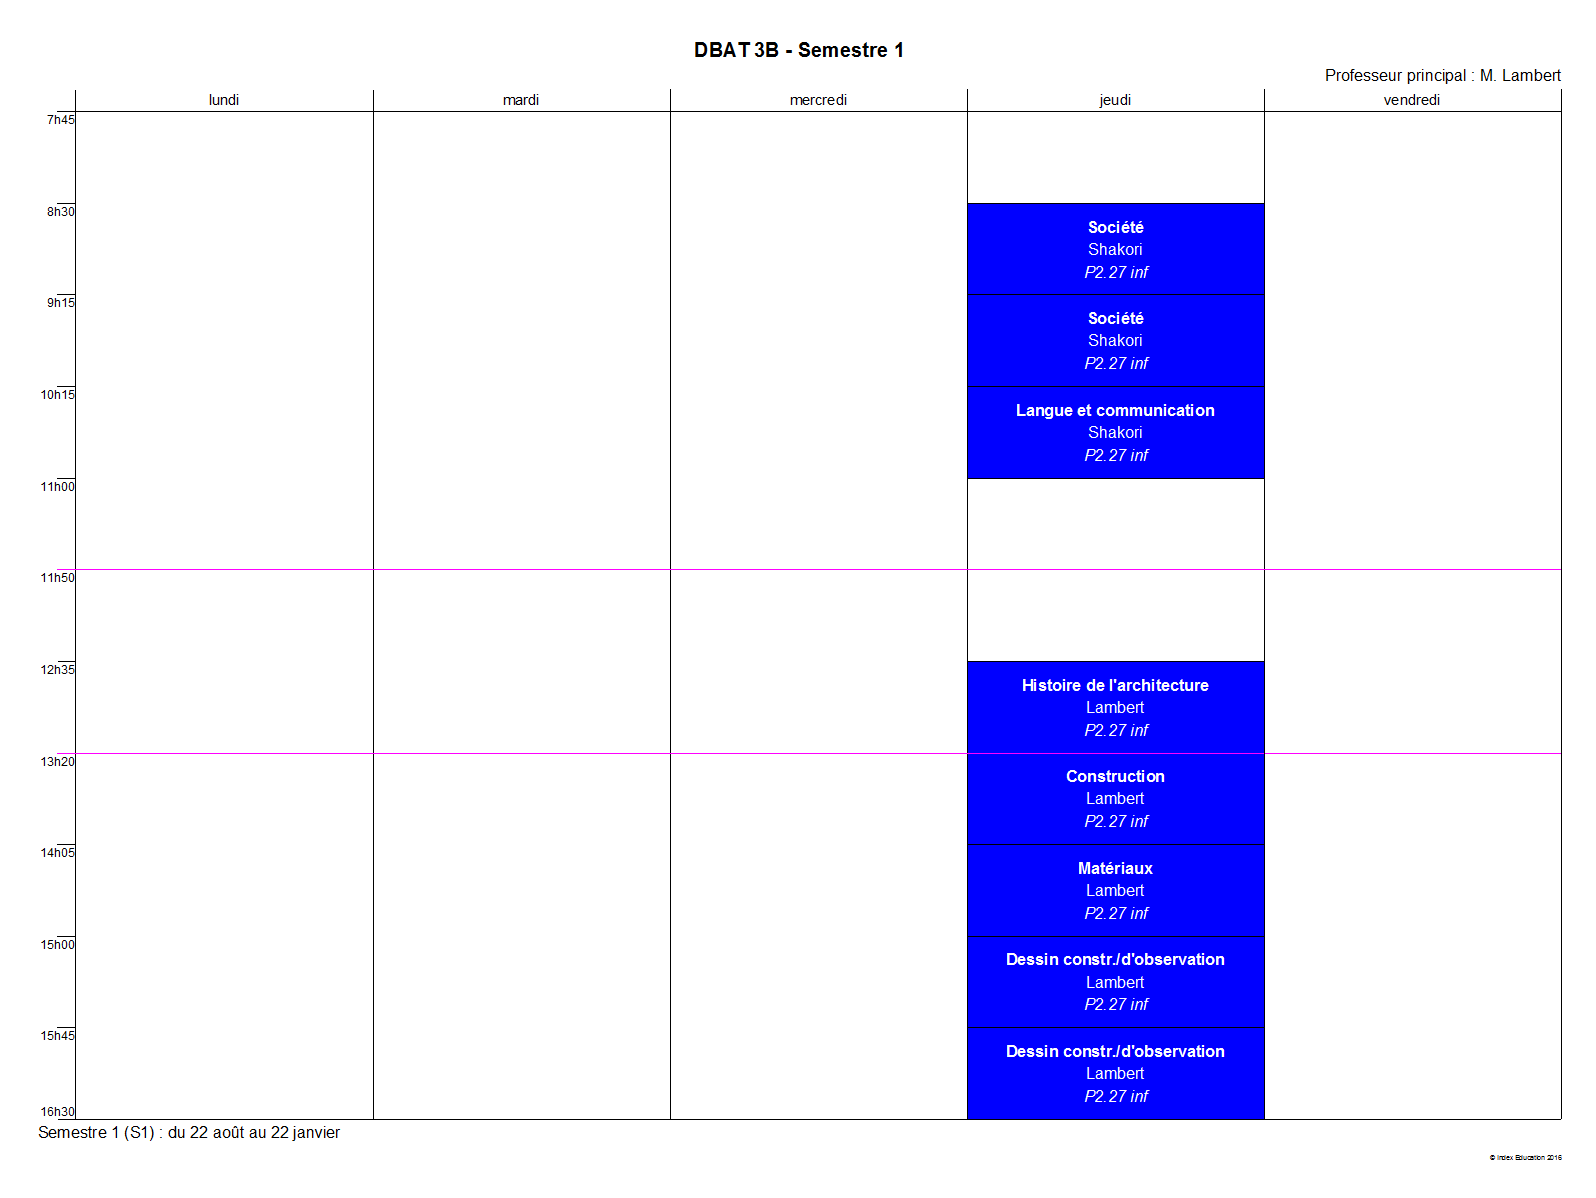 DBAT 3B - Semestre 1
Professeur principal : M. Lambert
lundi
mardi
mercredi
jeudi
vendredi
7h45
8h30
Société
Shakori
P2.27 inf
9h15
Société
Shakori
P2.27 inf
10h15
Langue et communication
Shakori
P2.27 inf
11h00
11h50
12h35
Histoire de l'architecture
Lambert
P2.27 inf
13h20
Construction
Lambert
P2.27 inf
14h05
Matériaux
Lambert
P2.27 inf
15h00
Dessin constr./d'observation
Lambert
P2.27 inf
15h45
Dessin constr./d'observation
Lambert
P2.27 inf
16h30
Semestre 1 (S1) : du 22 août au 22 janvier
© Index Education 2016